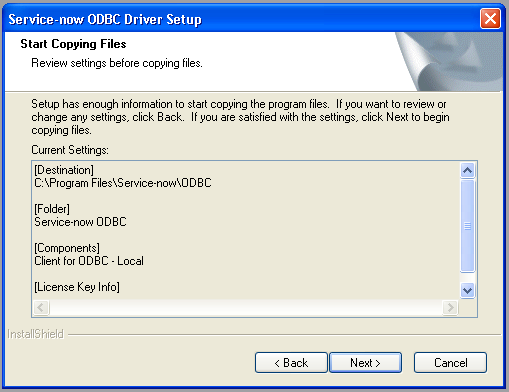 Service-now ODBC Driver Setup
Start Copying Files
Review settings before copying files.
Setup has enough information to start copying the program files.  If you want to review or
change any settings, click Back.  If you are satisfied with the settings, click Next to begin
copying files.
Current Settings:
[Destination]
C:\Program Files\Service-now\ODBC
[Folder]
Service-now ODBC
[Components]
Client for ODBC - Local
[License Key Info]
InstallShield
< Back
Next >
Cancel